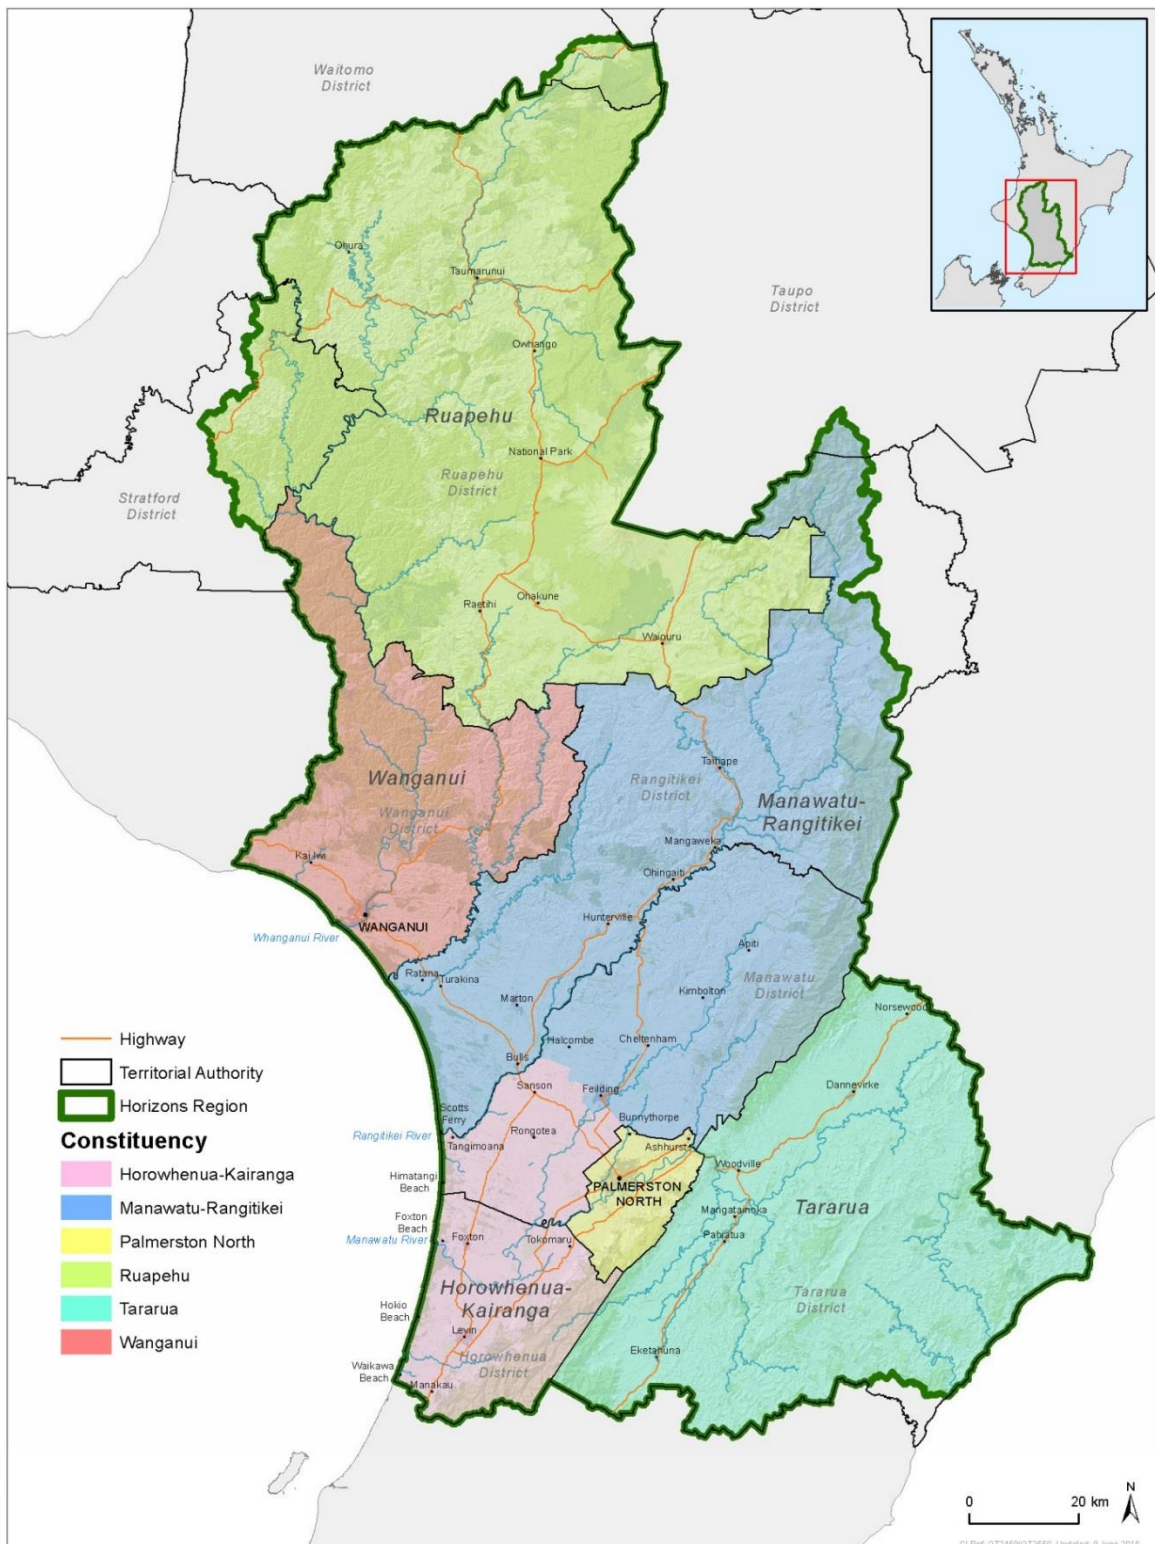 Waitomo
District
Ohura
Taumarunui
Taupo
District
Owhango
Ruapehu
National Park
Ruapehu
District
Stratford
District
Raetihi
Ohakune
Waiouru
Taihape
Rangitikei
District
Wanganui
Manawatu-
Rangitikei
Wanganui
District
Mangaweka
Kai Iwi
Ohingaiti
WANGANUI
Hunterville
Whanganui River
Apiti
Ratana
Turakina
Manawatu
District
Kimbolton
Marton
Norsewood
Highway
Halcombe
Cheltenham
Territorial Authority
Bulls
Sanson
Feilding
Dannevirke
Horizons Region
Scotts
Ferry
Bunnythorpe
Rangitikei River
Rongotea
Tangimoana
Ashhurst
Constituency
Horowhenua-Kairanga
Manawatu-Rangitikei
Palmerston North
Ruapehu
Tararua
Wanganui
Woodville
Himatangi
Beach
PALMERSTON
NORTH
Mangatainoka
Tararua
Foxton
Beach
Manawatu River
Foxton
Tokomaru
Pahiatua
Horowhenua-
Kairanga
Tararua
District
Hokio
Beach
Levin
Horowhenua
District
Eketahuna
Waikawa
Beach
Manakau
N
0 20 km